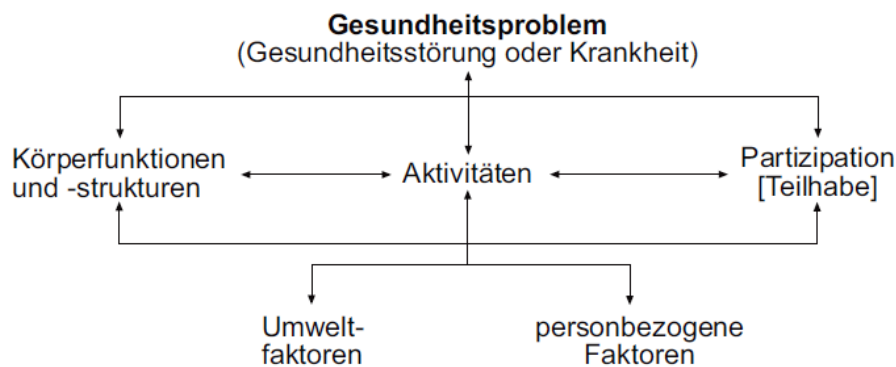 Gesundheitsproblem
(Gesundheitsstörung oder Krankheit)
Körperfunktionen
und -strukturen
Aktivitäten
Partizipation
[Teilhabe]
Umwelt-
faktoren
personbezogene
Faktoren